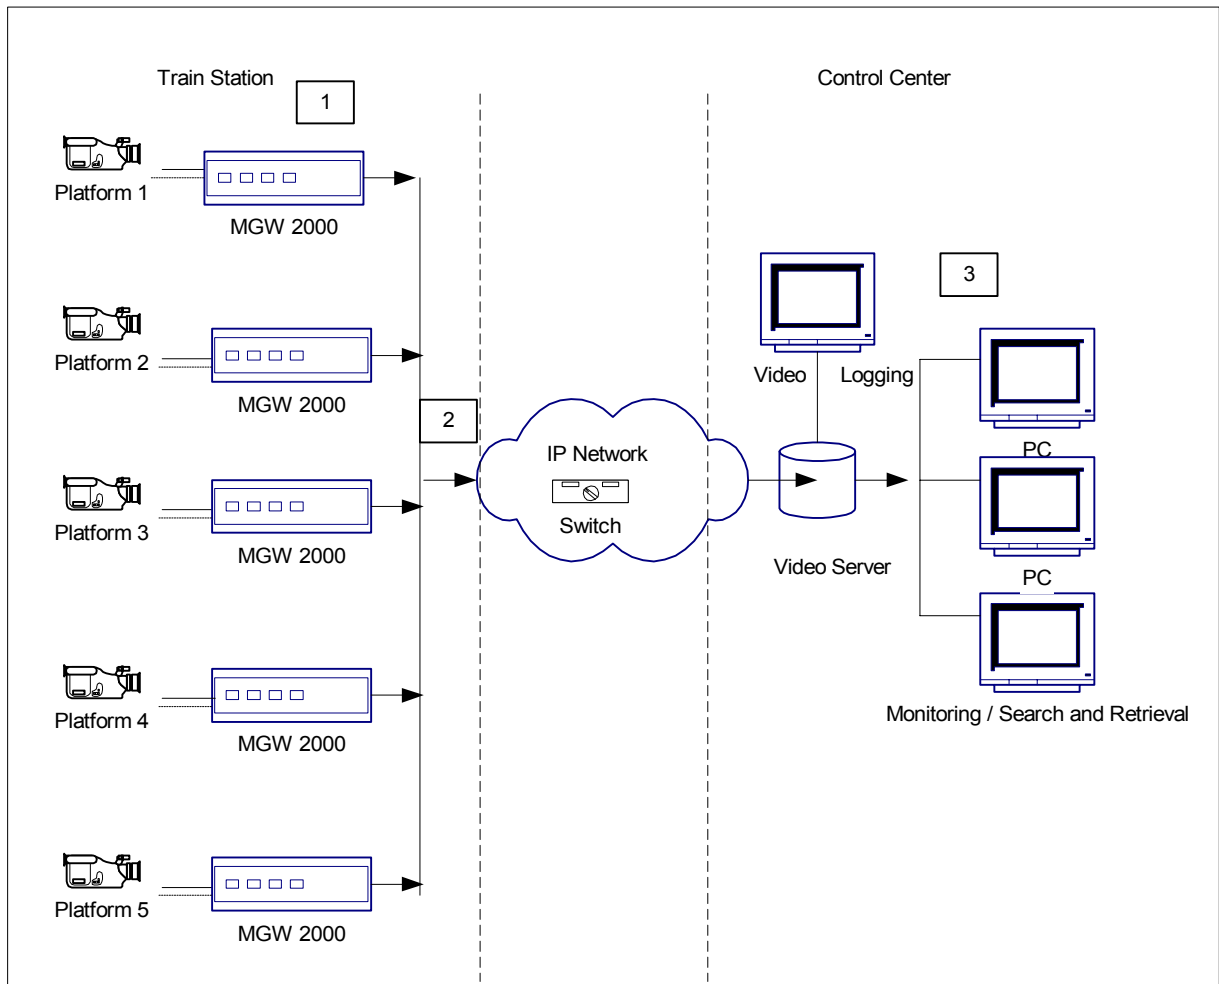 Train Station
Control Center
1
Platform 1
MGW 2000
Platform 2
MGW 2000
2
Platform 3
MGW 2000
Platform 4
MGW 2000
Platform 5
MGW 2000
IP Network
Switch
3
Video Logging
Video Server
PC
PC
Monitoring / Search and Retrieval